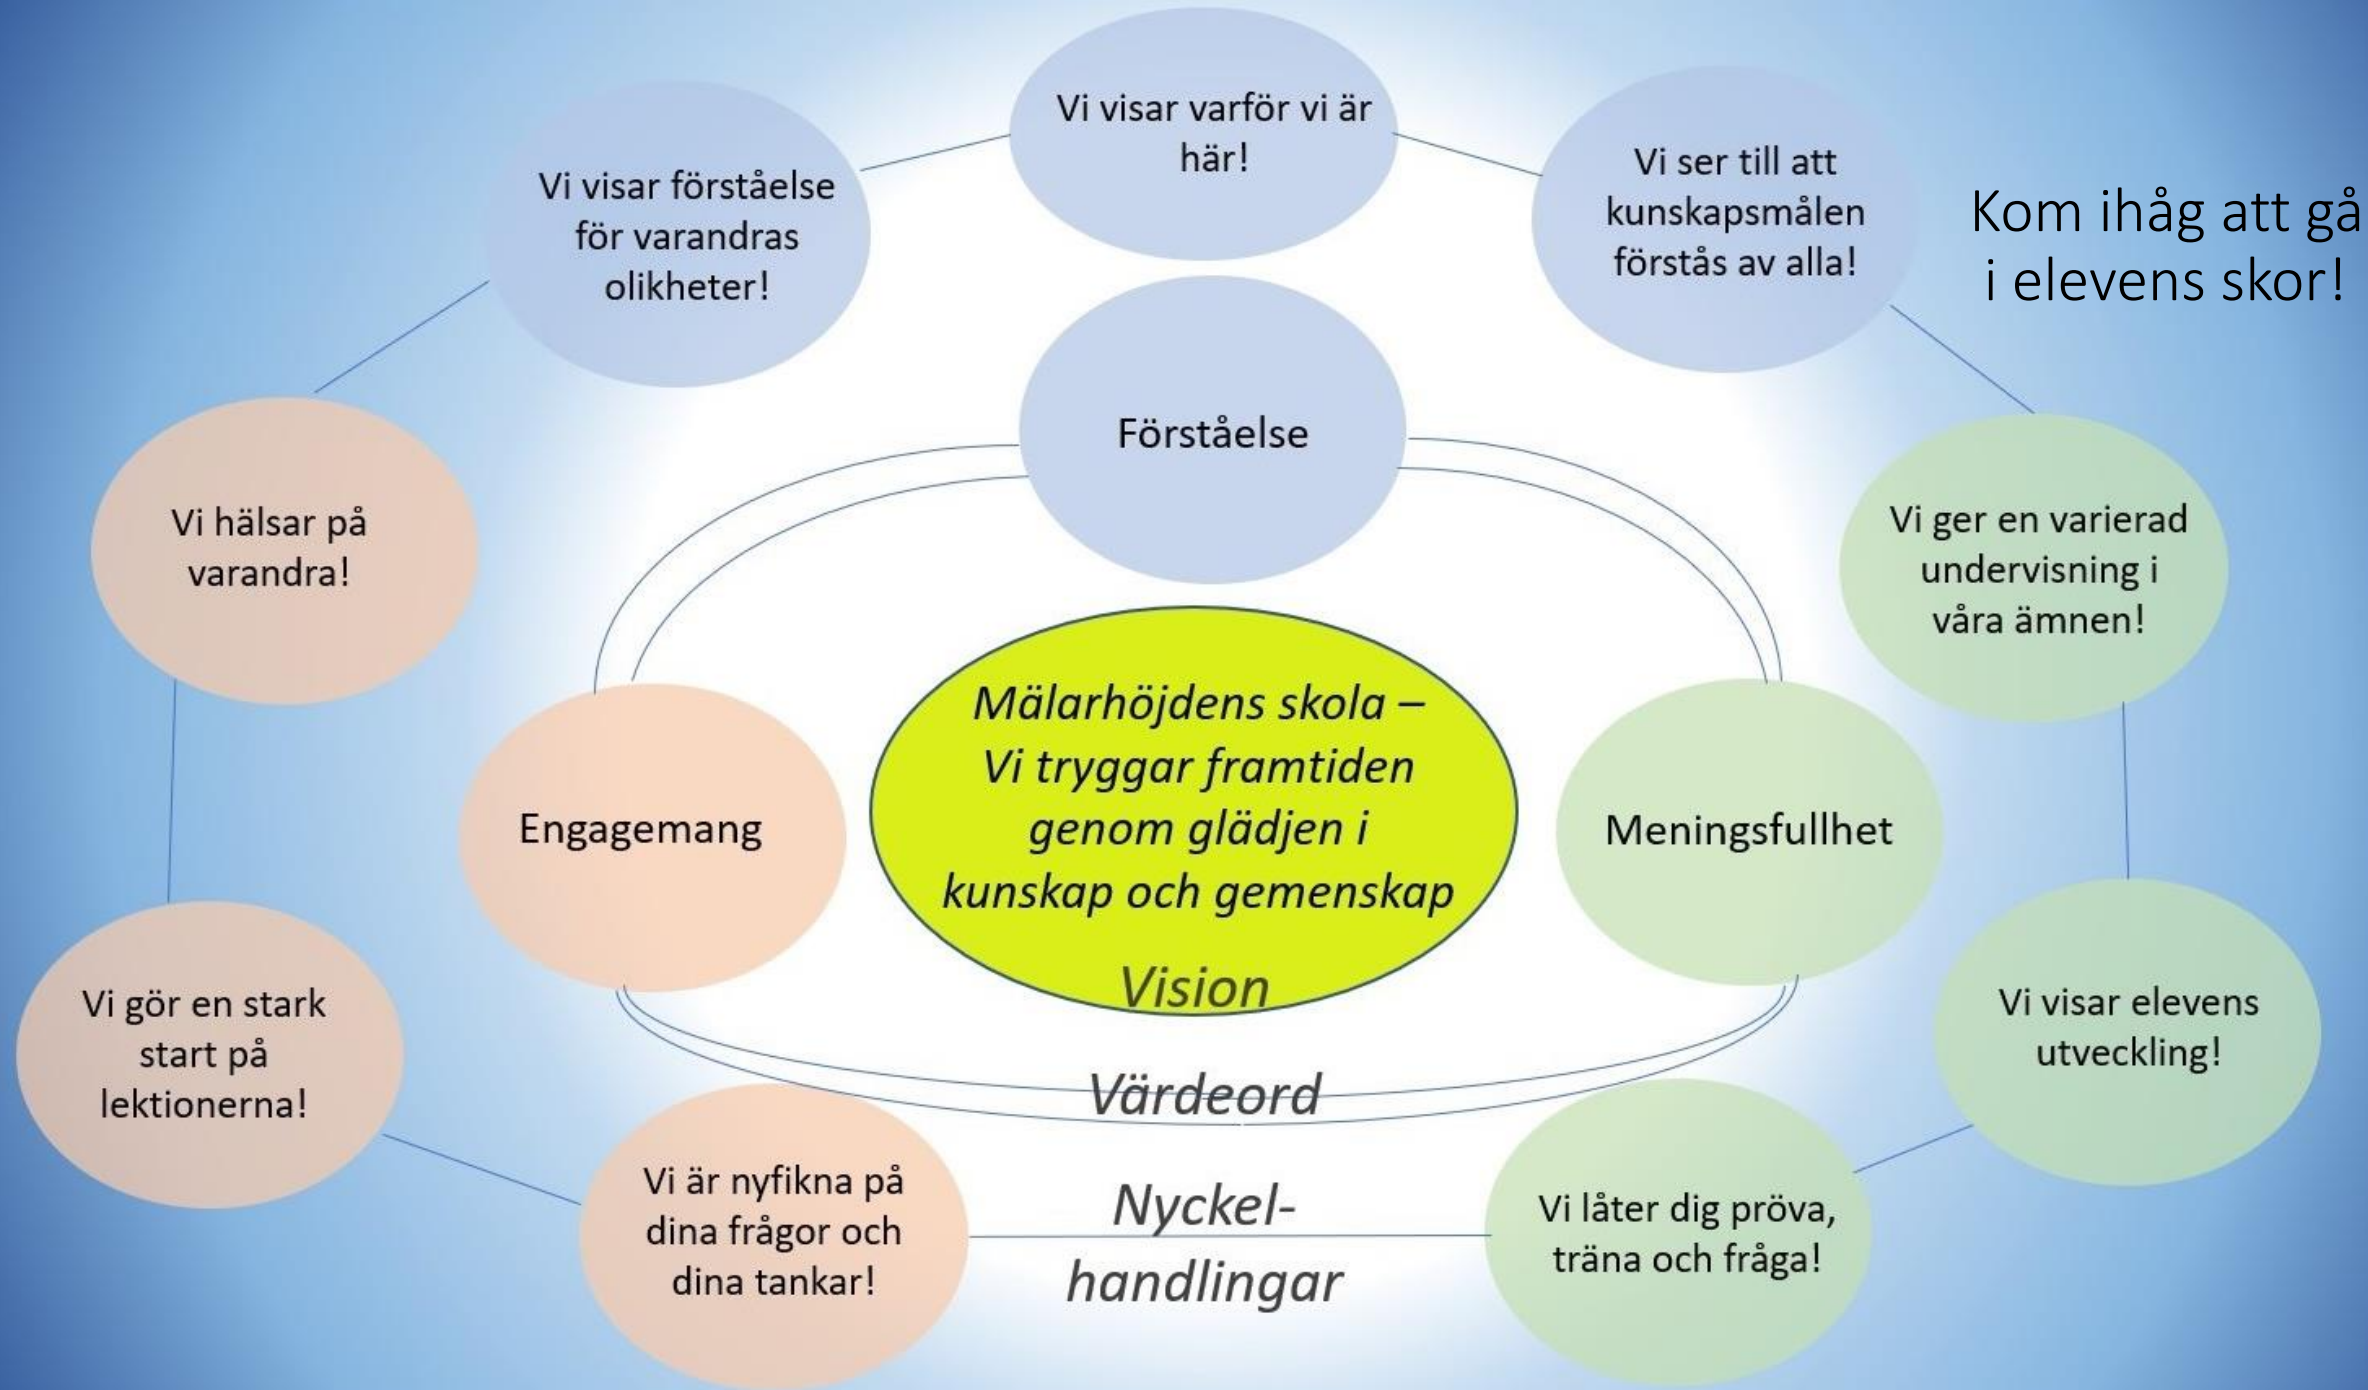 Vi visar varför vi är
här!
Vi visar förståelse
för varandras
olikheter!
Vi ser till att
kunskapsmålen
förstås av alla!
Kom ihåg att gå
i elevens skor!
Förståelse
Vi hälsar på
varandra!
Vi ger en varierad
undervisning i
våra ämnen!
Engagemang
Mälarhöjdens skola –
Vi tryggar framtiden
genom glädjen i
kunskap och gemenskap
Vision
Meningsfullhet
Vi gör en stark
start på
lektionerna!
Vi visar elevens
utveckling!
Värdeord
Vi är nyfikna på
dina frågor och
dina tankar!
Nyckel-
handlingar
Vi låter dig pröva,
träna och fråga!